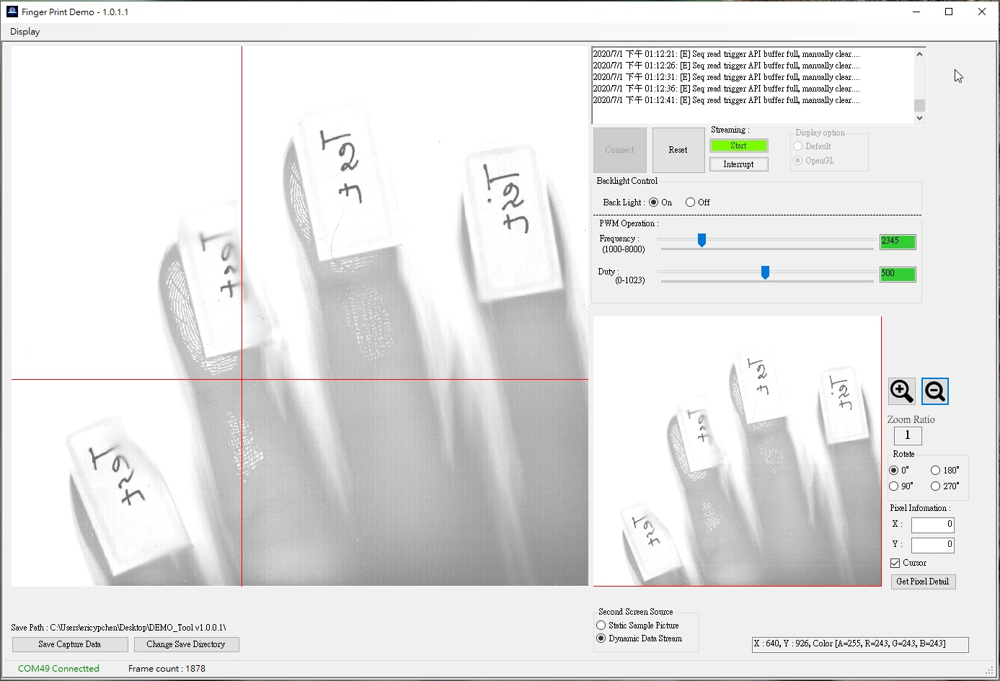 Finger Print Demo - 1.0.1.1
Display
2020/7/1 下午 01:12:21: [E] Seq read trigger API buffer full, manually clear....
2020/7/1 下午 01:12:26: [E] Seq read trigger API buffer full, manually clear....
2020/7/1 下午 01:12:31: [E] Seq read trigger API buffer full, manually clear....
2020/7/1 下午 01:12:36: [E] Seq read trigger API buffer full, manually clear....
2020/7/1 下午 01:12:41: [E] Seq read trigger API buffer full, manually clear....
Connect
Reset
Streaming :
Start
Interrupt
Display option
Default
OpenGL
Backlight Control
Back Light : On Off
PWM Operation :
Frequency :
(1000-8000)
2345
Duty :
(0-1023)
500
Zoom Ratio
1
Rotate
0° 180°
90° 270°
Pixel Infomation :
X : 0
Y : 0
Cursor
Get Pixel Detail
Second Screen Source
Static Sample Picture
Dynamic Data Stream
X : 640, Y : 926, Color [A=255, R=243, G=243, B=243]
Save Path : C:\Users\ericypchen\Desktop\DEMO_Tool v1.0.0.1\
Save Capture Data
Change Save Directory
COM49 Connectted
Frame count : 1878